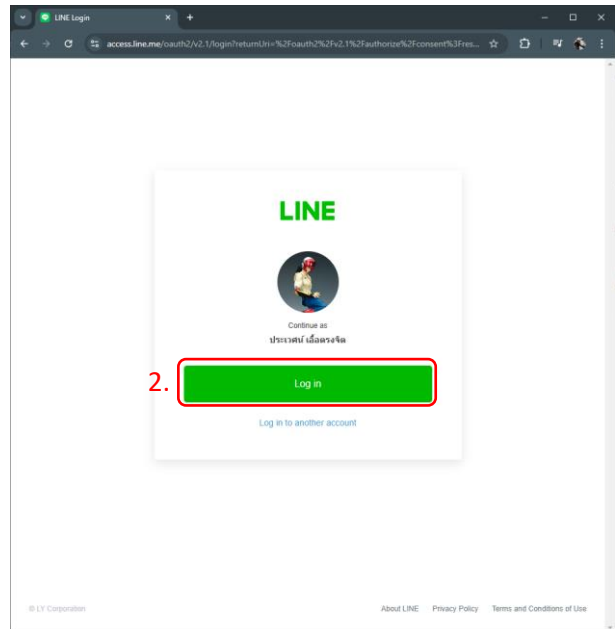 LINE Login
access.line.me/oauth2/v2.1/login?returnUri=%2Foauth2%2Fv2.1%2Fauthorize%2Fconsent%3Fres...
LINE
Continue as
ประเวศน์ เอื้อตรงจิต
2.
Log in
Log in to another account
© LY Corporation
About LINE Privacy Policy Terms and Conditions of Use